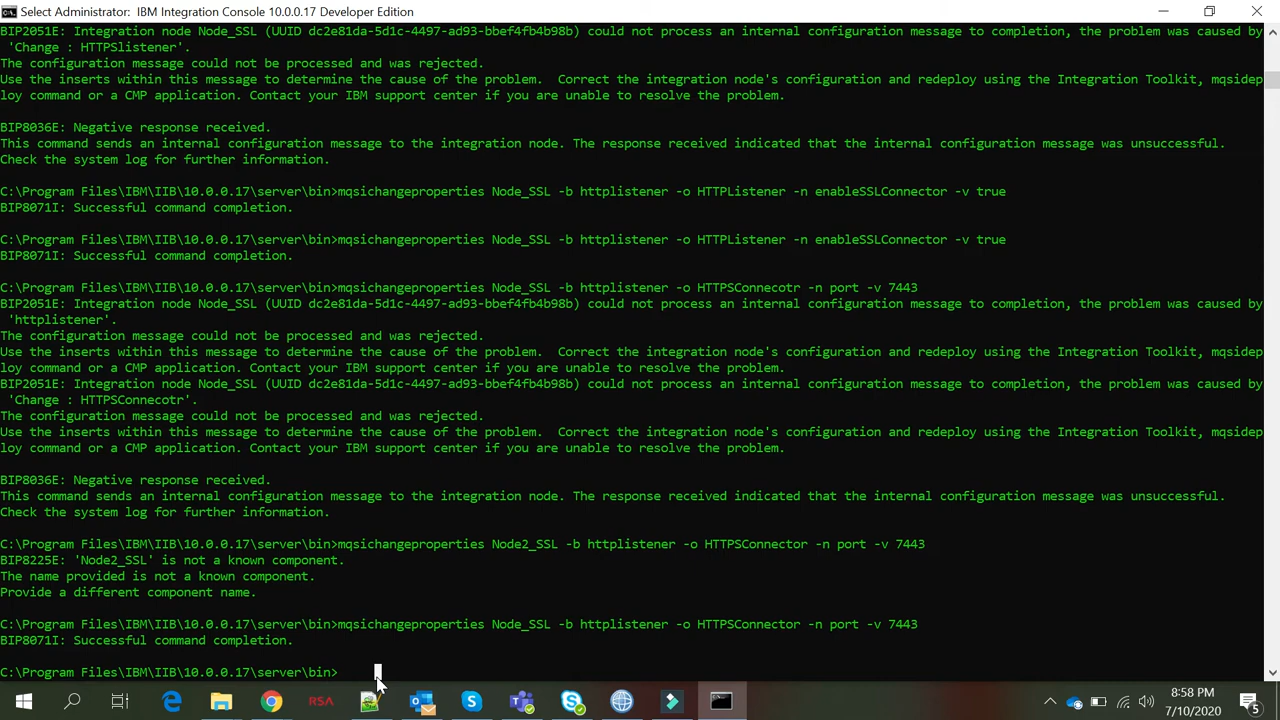 Select Administrator: IBM Integration Console 10.0.0.17 Developer Edition
BIP2051E: Integration node Node_SSL (UUID dc2e81da-5d1c-4497-ad93-bbef4fb4b98b) could not process an internal configuration message to completion, the problem was caused by
'Change : HTTPSlistener'.
The configuration message could not be processed and was rejected.
Use the inserts within this message to determine the cause of the problem.  Correct the integration node's configuration and redeploy using the Integration Toolkit, mqsidep
loy command or a CMP application. Contact your IBM support center if you are unable to resolve the problem.
BIP8036E: Negative response received.
This command sends an internal configuration message to the integration node. The response received indicated that the internal configuration message was unsuccessful.
Check the system log for further information.
C:\Program Files\IBM\IIB\10.0.0.17\server\bin>mqsichangeproperties Node_SSL -b httplistener -o HTTPListener -n enableSSLConnector -v true
BIP8071I: Successful command completion.
C:\Program Files\IBM\IIB\10.0.0.17\server\bin>mqsichangeproperties Node_SSL -b httplistener -o HTTPListener -n enableSSLConnector -v true
BIP8071I: Successful command completion.
C:\Program Files\IBM\IIB\10.0.0.17\server\bin>mqsichangeproperties Node_SSL -b httplistener -o HTTPSConnecotr -n port -v 7443
BIP2051E: Integration node Node_SSL (UUID dc2e81da-5d1c-4497-ad93-bbef4fb4b98b) could not process an internal configuration message to completion, the problem was caused by
'httplistener'.
The configuration message could not be processed and was rejected.
Use the inserts within this message to determine the cause of the problem.  Correct the integration node's configuration and redeploy using the Integration Toolkit, mqsidep
loy command or a CMP application. Contact your IBM support center if you are unable to resolve the problem.
BIP2051E: Integration node Node_SSL (UUID dc2e81da-5d1c-4497-ad93-bbef4fb4b98b) could not process an internal configuration message to completion, the problem was caused by
'Change : HTTPSConnecotr'.
The configuration message could not be processed and was rejected.
Use the inserts within this message to determine the cause of the problem.  Correct the integration node's configuration and redeploy using the Integration Toolkit, mqsidep
loy command or a CMP application. Contact your IBM support center if you are unable to resolve the problem.
BIP8036E: Negative response received.
This command sends an internal configuration message to the integration node. The response received indicated that the internal configuration message was unsuccessful.
Check the system log for further information.
C:\Program Files\IBM\IIB\10.0.0.17\server\bin>mqsichangeproperties Node2_SSL -b httplistener -o HTTPSConnector -n port -v 7443
BIP8225E: 'Node2_SSL' is not a known component.
The name provided is not a known component.
Provide a different component name.
C:\Program Files\IBM\IIB\10.0.0.17\server\bin>mqsichangeproperties Node_SSL -b httplistener -o HTTPSConnector -n port -v 7443
BIP8071I: Successful command completion.
C:\Program Files\IBM\IIB\10.0.0.17\server\bin>
RSA
8:58 PM
7/10/2020
5